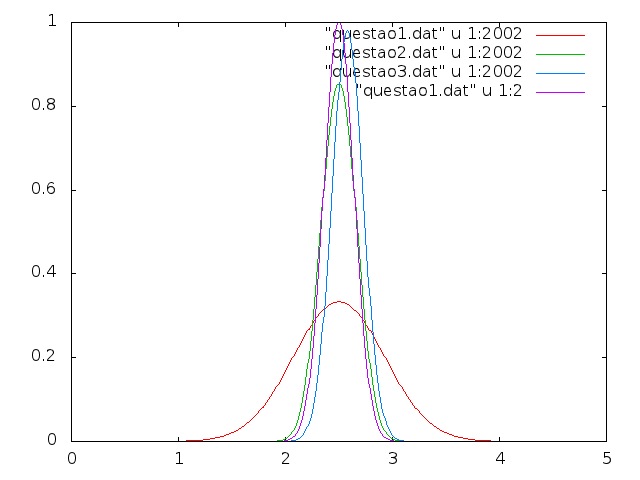 "questao1.dat" u 1:2002
"questao2.dat" u 1:2002
"questao3.dat" u 1:2002
"questao1.dat" u 1:2
1
0.8
0.6
0.4
0.2
0
0 1 2 3 4 5